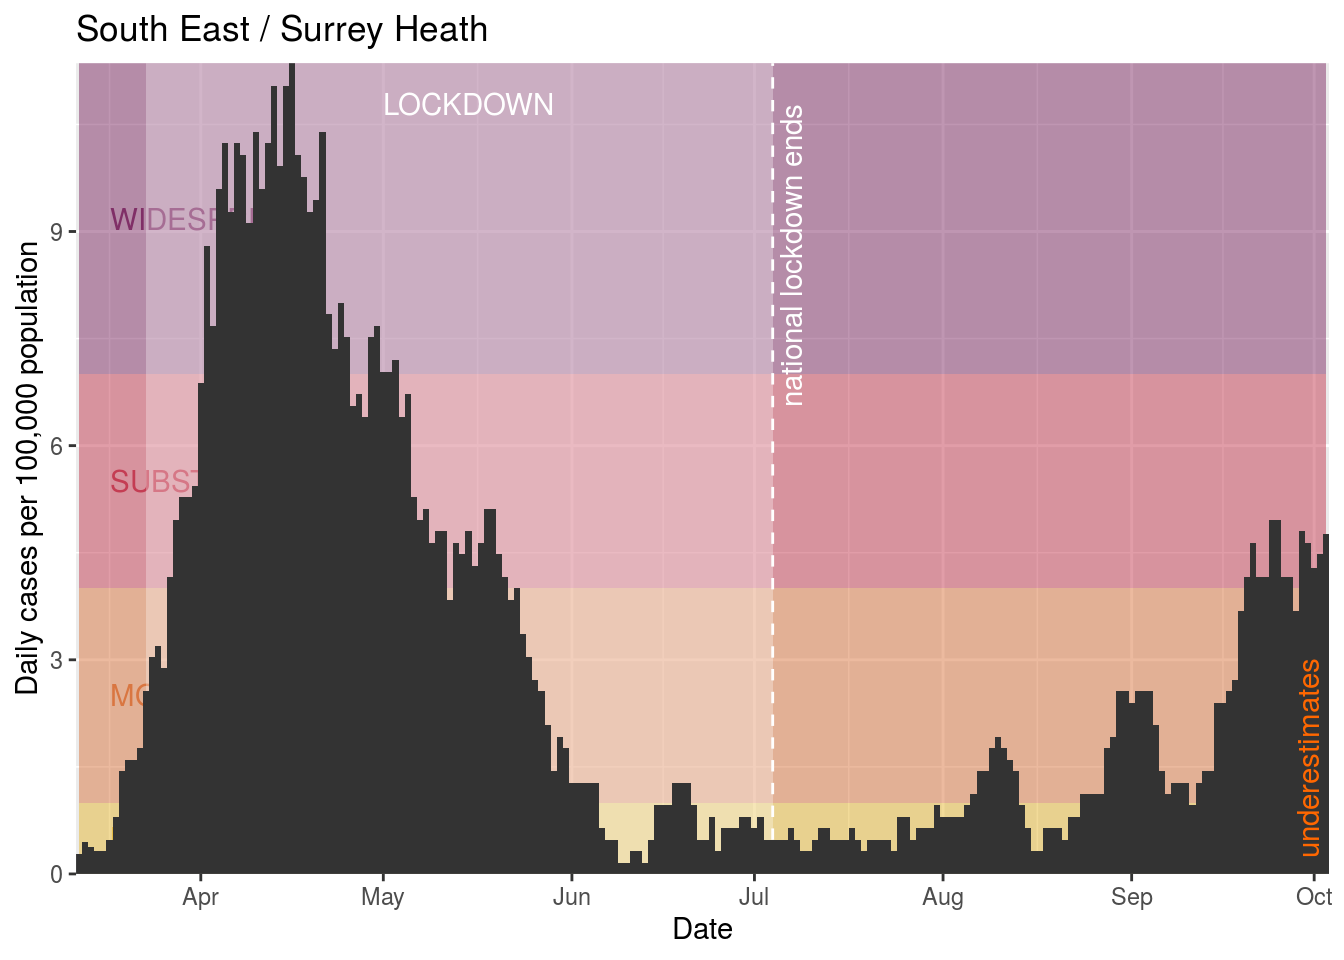 South East / Surrey Heath
LOCKDOWN
national lockdown ends
WIDESP
SUBST
MO
underestimates
Daily cases per 100,000 population
9
6
3
0
Apr May Jun Jul Aug Sep Oct
Date